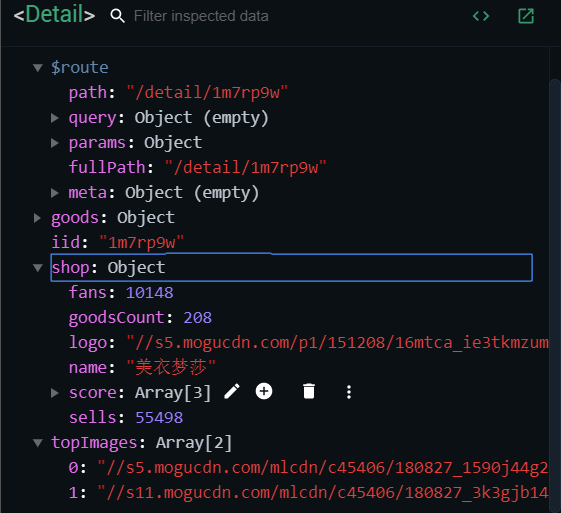 <Detail> Filter inspected data
$route
path: "/detail/1m7rp9w"
query: Object (empty)
params: Object
fullPath: "/detail/1m7rp9w"
meta: Object (empty)
goods: Object
iid: "1m7rp9w"
shop: Object
fans: 10148
goodsCount: 208
logo: "//s5.mogucdn.com/p1/151208/16mtca_ie3tkmzum
name: "美衣梦莎"
score: Array[3]
sells: 55498
topImages: Array[2]
0: "//s5.mogucdn.com/mlcdn/c45406/180827_1590j44g2
1: "//s11.mogucdn.com/mlcdn/c45406/180827_3k3gjb14